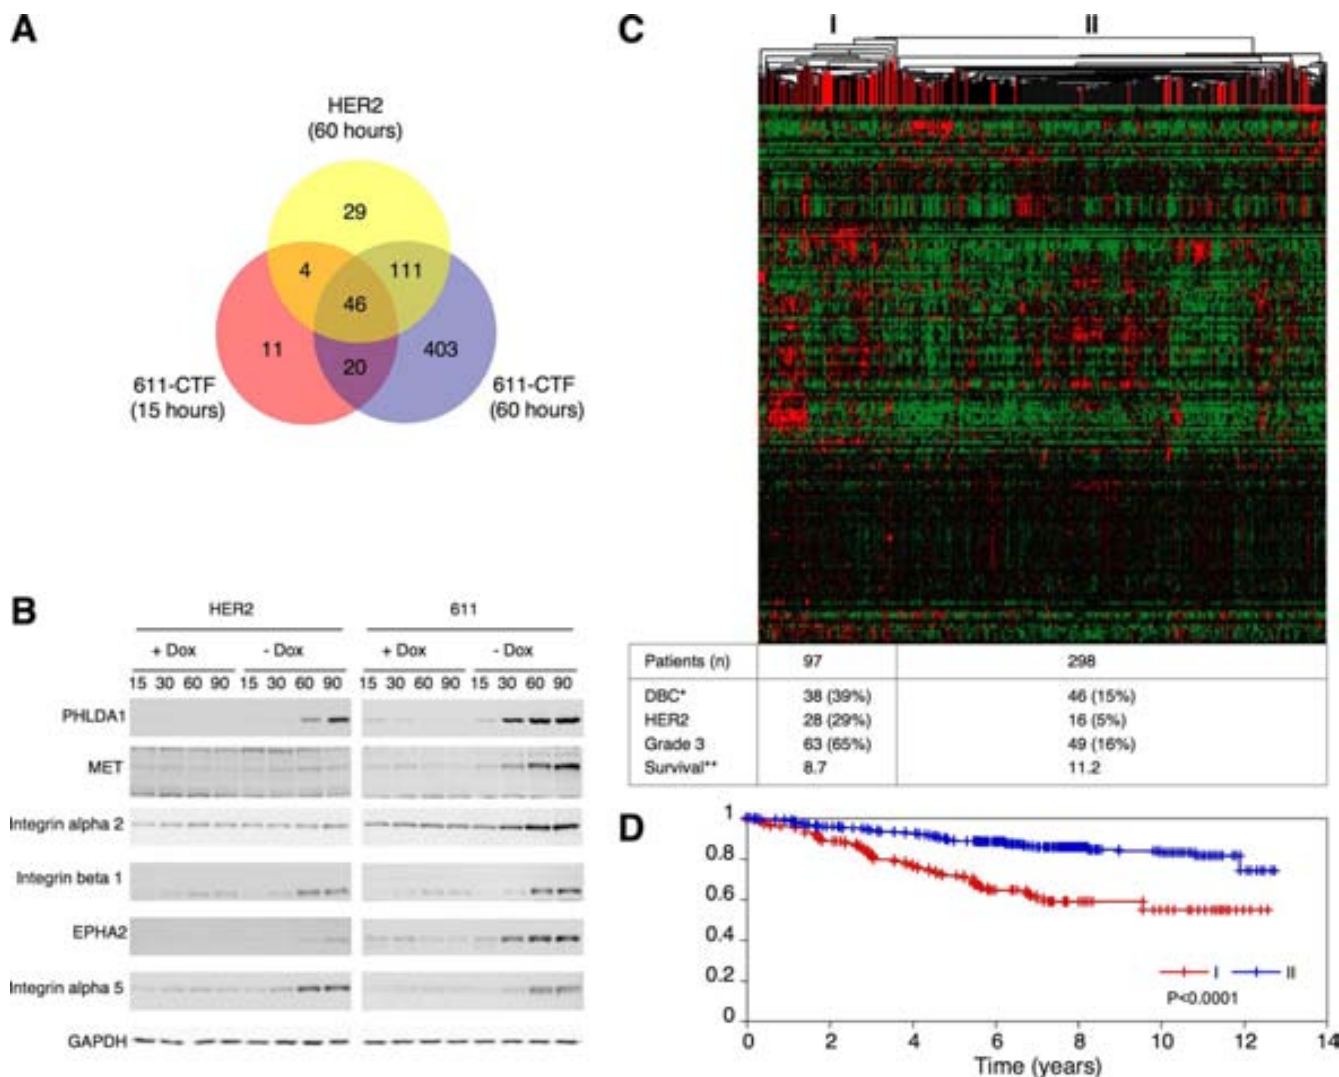 A
HER2
(60 hours)
29
4
111
46
11
20
403
611-CTF
(15 hours)
611-CTF
(60 hours)
B
HER2
611
+ Dox
- Dox
+ Dox
- Dox
15 30 60 90 15 30 60 90 15 30 60 90 15 30 60 90
PHLDA1
MET
Integrin alpha 2
Integrin beta 1
EPHA2
Integrin alpha 5
GAPDH
C
I
II
Patients (n) 97 298
DBC* 38 (39%) 46 (15%)
HER2 28 (29%) 16 (5%)
Grade 3 63 (65%) 49 (16%)
Survival** 8.7 11.2
D
1
0.8
0.6
0.4
0.2
0
I
II
P<0.0001
0 2 4 6 8 10 12 14
Time (years)